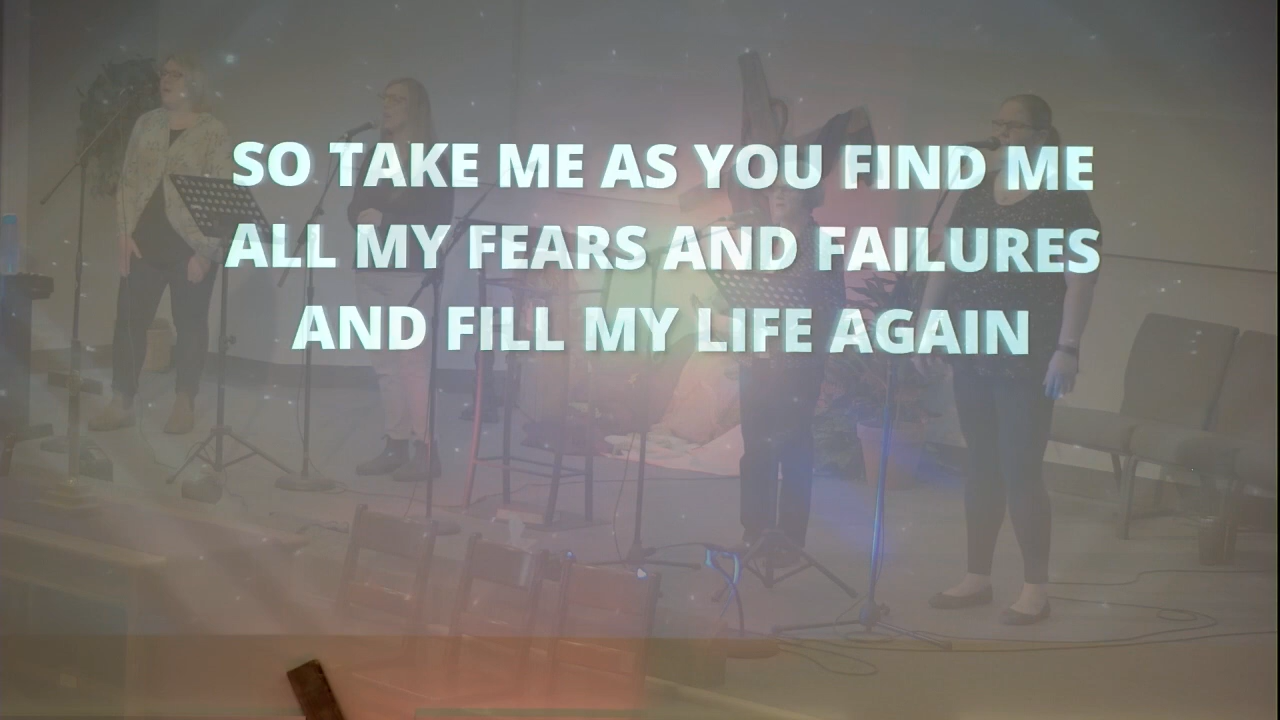 SO TAKE ME AS YOU FIND ME
ALL MY FEARS AND FAILURES
AND FILL MY LIFE AGAIN